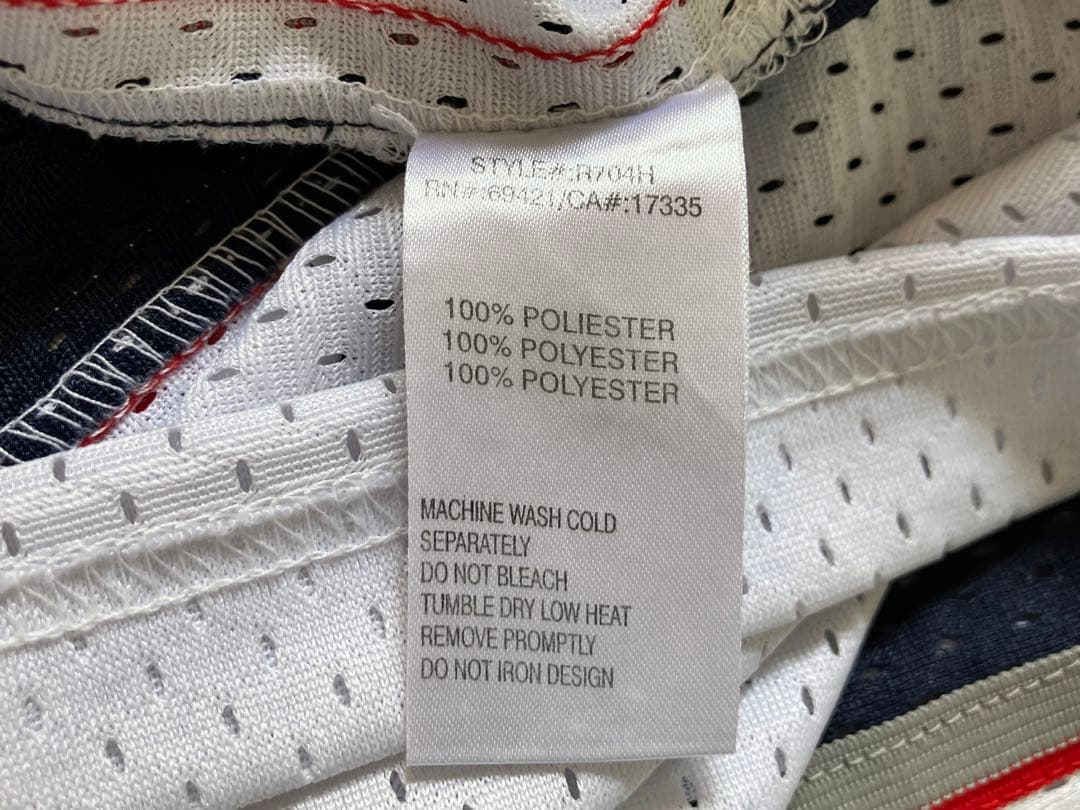 STYLE#:R704H
RN#:69421/CA#:17335
100% POLIESTER
100% POLYESTER
100% POLYESTER
MACHINE WASH COLD
SEPARATELY
DO NOT BLEACH
TUMBLE DRY LOW HEAT
REMOVE PROMPTLY
DO NOT IRON DESIGN